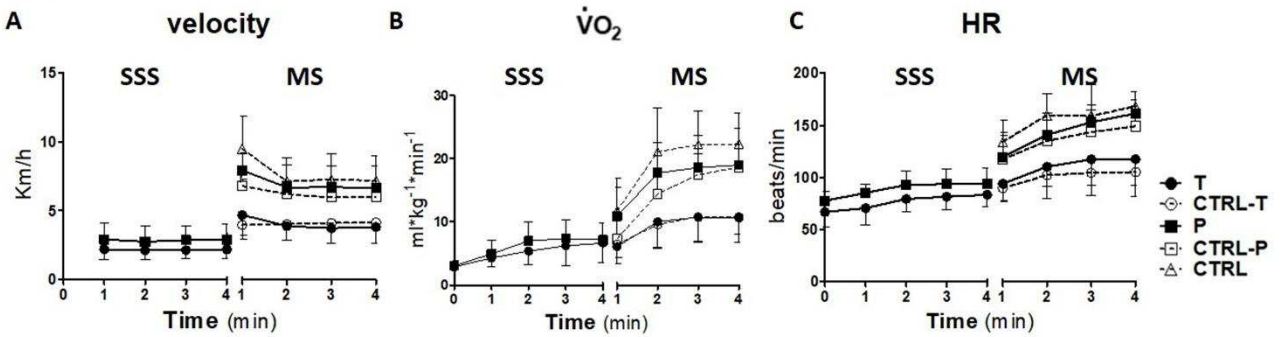 A velocity
SSS MS
Km/h
15
10
5
0
0 1 2 3 4 1 2 3 4
Time (min)
B V̇O₂
SSS MS
ml*kg⁻¹*min⁻¹
30
20
10
0
0 1 2 3 4 1 2 3 4
Time (min)
C HR
SSS MS
beats/min
200
150
100
50
0
0 1 2 3 4 1 2 3 4
Time (min)
T
CTRL-T
P
CTRL-P
CTRL